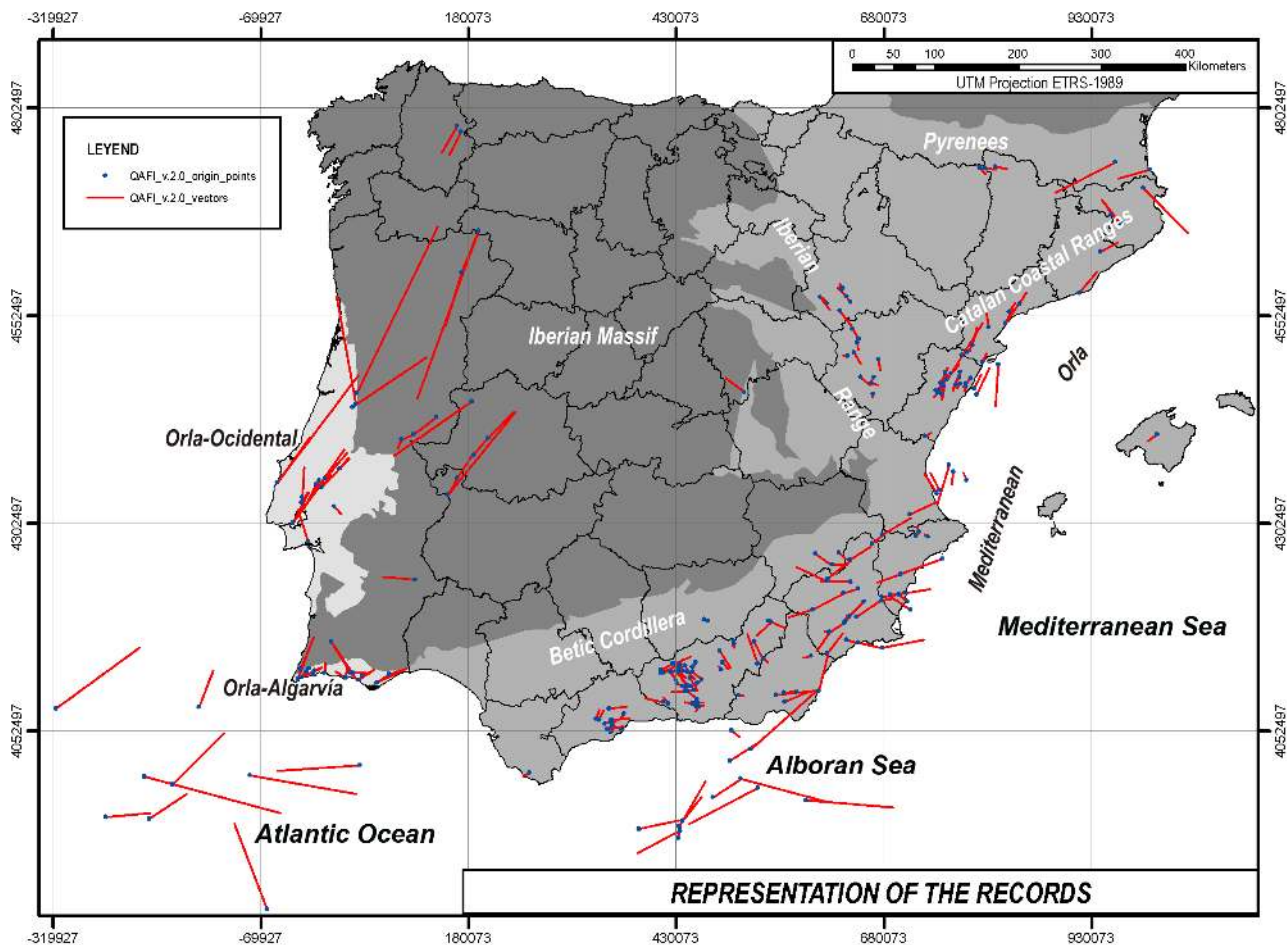 -319927 -69927 180073 430073 680073 930073
0 50 100 200 300 400
Kilometers
UTM Projection ETRS-1989
4802497
4802497
LEYEND
QAFI_v.2.0_origin_points
QAFI_v.2.0_vectors
Pyrenees
Iberian
Catalan Coastal Ranges
4552497
4552497
Iberian Massif
Orla
Range
Orla-Ocidental
Mediterranean
4302497
4302497
Mediterranean Sea
Betic Cordillera
Orla-Algarvía
4052497
4052497
Alboran Sea
Atlantic Ocean
REPRESENTATION OF THE RECORDS
-319927 -69927 180073 430073 680073 930073